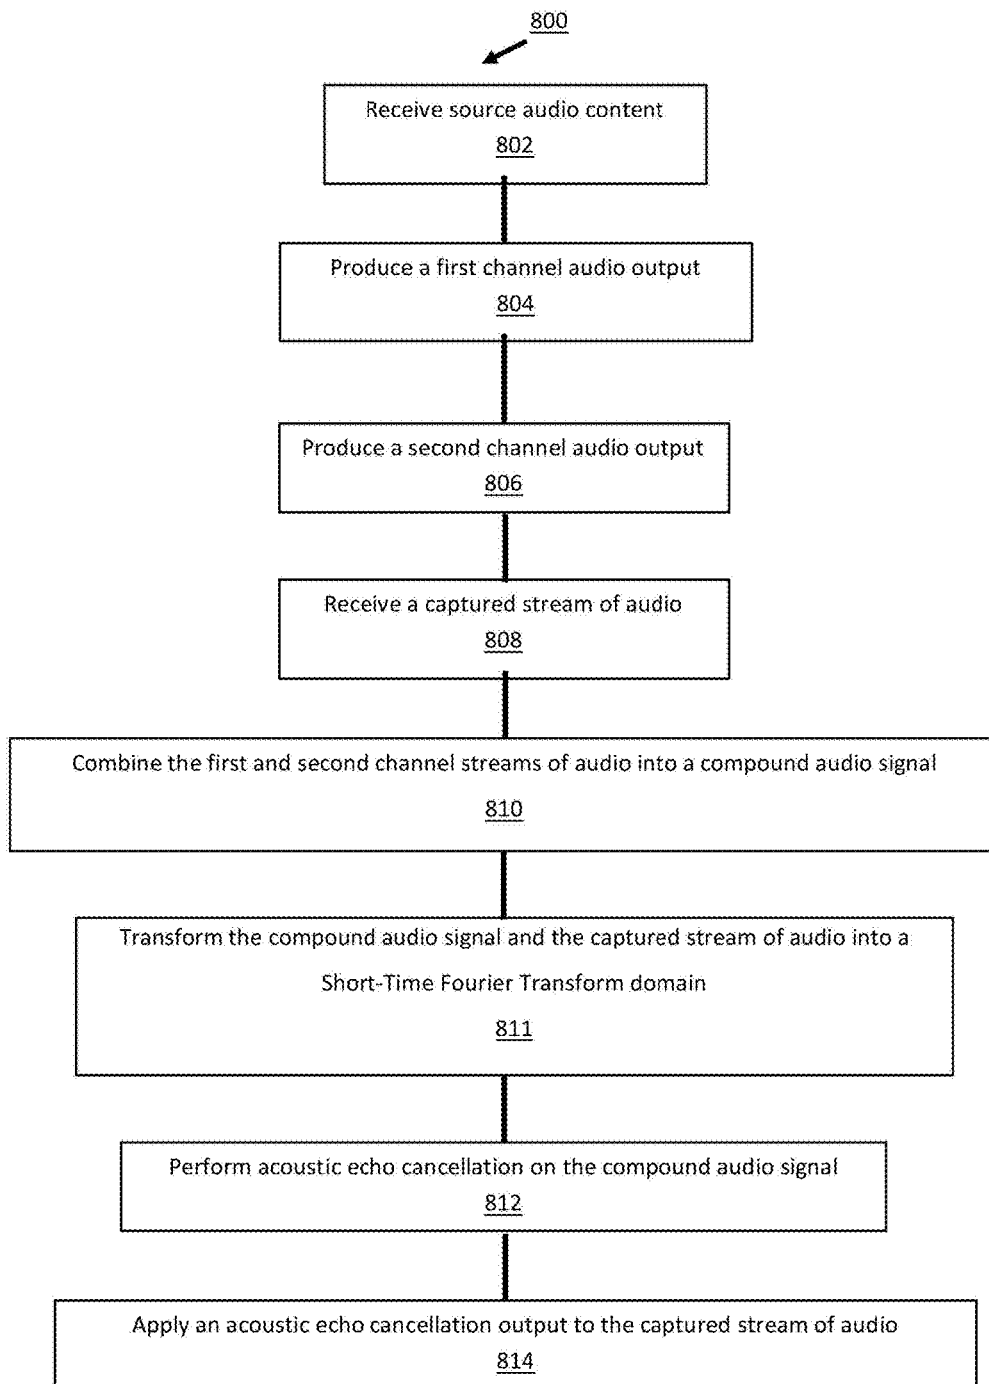 800
Receive source audio content
802
Produce a first channel audio output
804
Produce a second channel audio output
806
Receive a captured stream of audio
808
Combine the first and second channel streams of audio into a compound audio signal
810
Transform the compound audio signal and the captured stream of audio into a
Short-Time Fourier Transform domain
811
Perform acoustic echo cancellation on the compound audio signal
812
Apply an acoustic echo cancellation output to the captured stream of audio
814